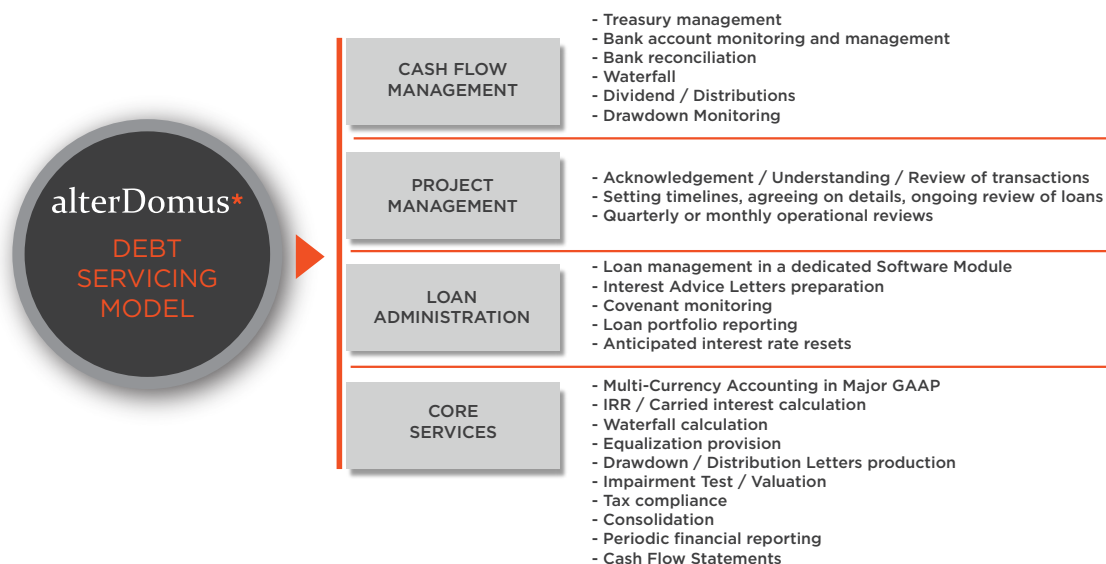 alterDomus*
DEBT
SERVICING
MODEL
CASH FLOW
MANAGEMENT
- Treasury management
- Bank account monitoring and management
- Bank reconciliation
- Waterfall
- Dividend / Distributions
- Drawdown Monitoring
PROJECT
MANAGEMENT
- Acknowledgement / Understanding / Review of transactions
- Setting timelines, agreeing on details, ongoing review of loans
- Quarterly or monthly operational reviews
LOAN
ADMINISTRATION
- Loan management in a dedicated Software Module
- Interest Advice Letters preparation
- Covenant monitoring
- Loan portfolio reporting
- Anticipated interest rate resets
CORE
SERVICES
- Multi-Currency Accounting in Major GAAP
- IRR / Carried interest calculation
- Waterfall calculation
- Equalization provision
- Drawdown / Distribution Letters production
- Impairment Test / Valuation
- Tax compliance
- Consolidation
- Periodic financial reporting
- Cash Flow Statements